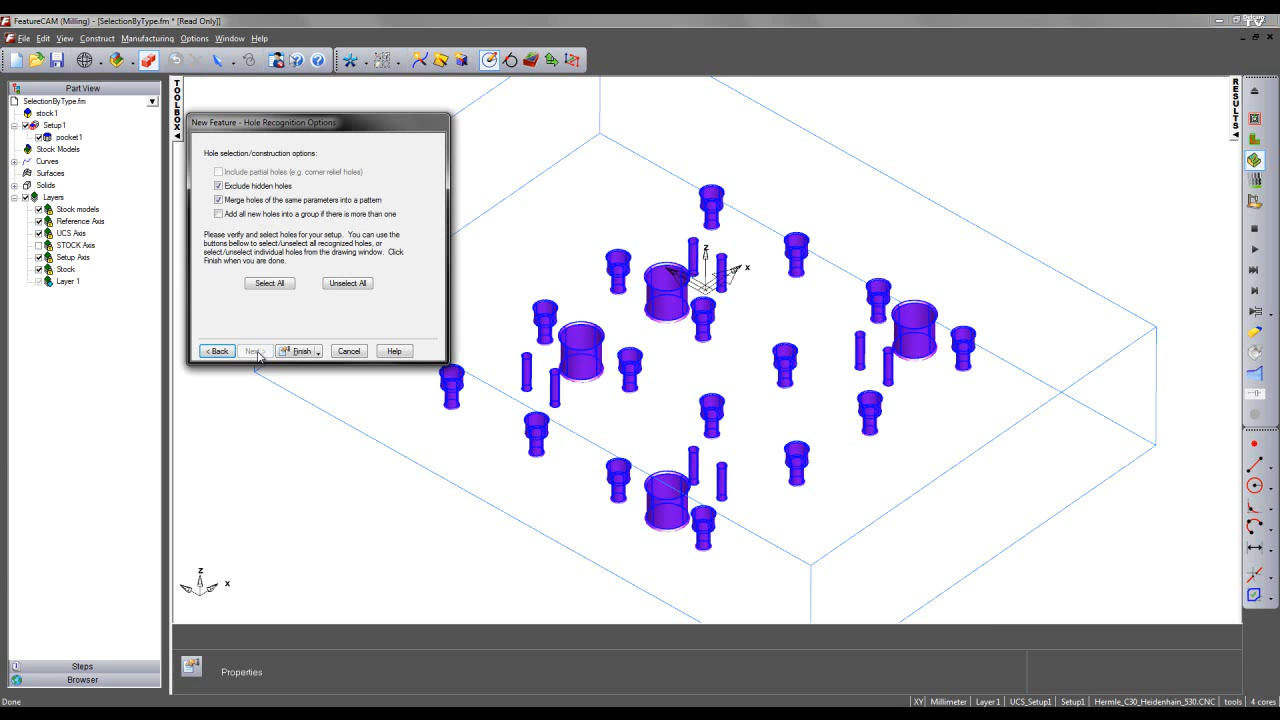 FeatureCAM (Milling) - [SelectionByType.fm * [Read Only]]
TV
File Edit View Construct Manufacturing Options Window Help
Part View
SelectionByType.fm
stock1
Setup1
pocket1
Stock Models
Curves
Surfaces
Solids
Layers
Stock models
Reference Axis
UCS Axis
STOCK Axis
Setup Axis
Stock
Layer 1
Steps
Browser
TOOLBOX
New Feature - Hole Recognition Options
Hole selection/construction options:
Include partial holes (e.g. corner relief holes)
Exclude hidden holes
Merge holes of the same parameters into a pattern
Add all new holes into a group if there is more than one
Please verify and select holes for your setup. You can use the
buttons bellow to select/unselect all recognized holes, or
select/unselect individual holes from the drawing window. Click
Finish when you are done.
Select All Unselect All
< Back Next > Finish Cancel Help
Z
X
Z
X
RESULTS
Properties
Done XY Millimeter Layer1 UCS_Setup1 Setup1 Hermle_C30_Heidenhain_530.CNC tools 4 cores